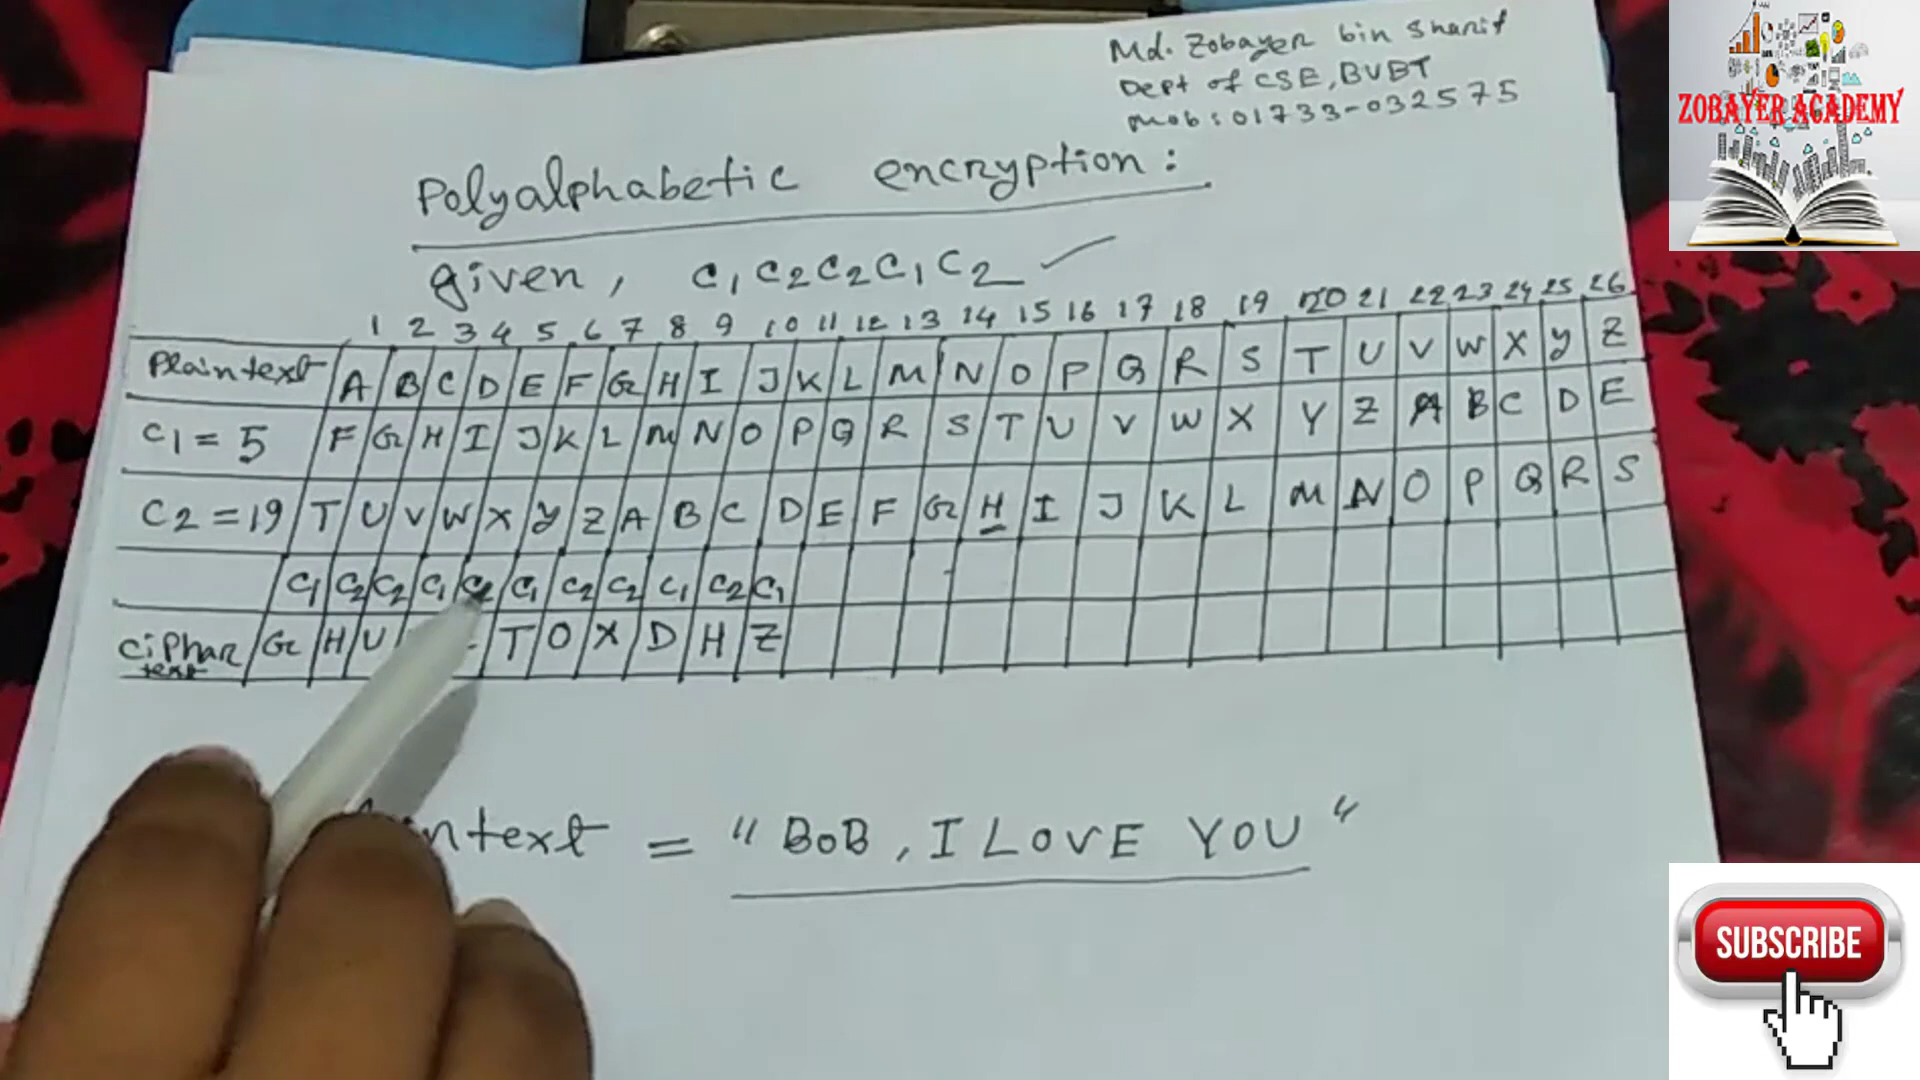 Md. Zobayer bin sharif
Dept of CSE, BUBT
mob: 01733-032575
ZOBAYER ACADEMY
Polyalphabetic encryption:
given, C1 C2 C2 C1 C2
1 2 3 4 5 6 7 8 9 10 11 12 13 14 15 16 17 18 19 20 21 22 23 24 25 26
Plaintext A B C D E F G H I J K L M N O P Q R S T U V W X Y Z
C1 = 5 F G H I J K L M N O P Q R S T U V W X Y Z A B C D E
C2 = 19 T U V W X Y Z A B C D E F G H I J K L M N O P Q R S
C1 C2 C2 C1 C2 C1 C2 C2 C1 C2 C1
Ciphar text G H U T O X D H Z
= "BOB, I LOVE YOU"
SUBSCRIBE